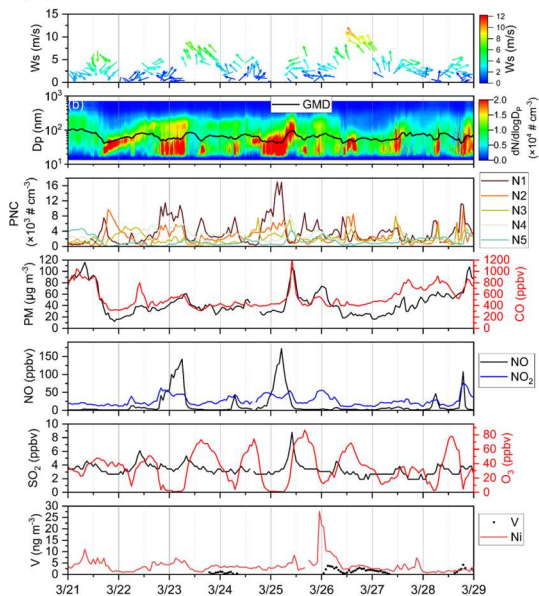 Ws (m/s)
15
10
5
0
12
10
8
6
4
2
0
Ws (m/s)
b)
GMD
Dp (nm)
10³
10²
10¹
2.0
1.5
1.0
0.5
0.0
dN/dlogDₚ
(×10⁴ # cm⁻³)
PNC
(×10³ # cm⁻³)
16
12
8
4
0
N1
N2
N3
N4
N5
PM (μg m⁻³)
120
100
80
60
40
20
0
1200
1000
800
600
400
200
0
CO (ppbv)
NO (ppbv)
150
100
50
0
NO
NO₂
SO₂ (ppbv)
10
8
6
4
2
0
80
60
40
20
0
O₃ (ppbv)
V (ng m⁻³)
30
25
20
15
10
5
0
V
Ni
3/21 3/22 3/23 3/24 3/25 3/26 3/27 3/28 3/29